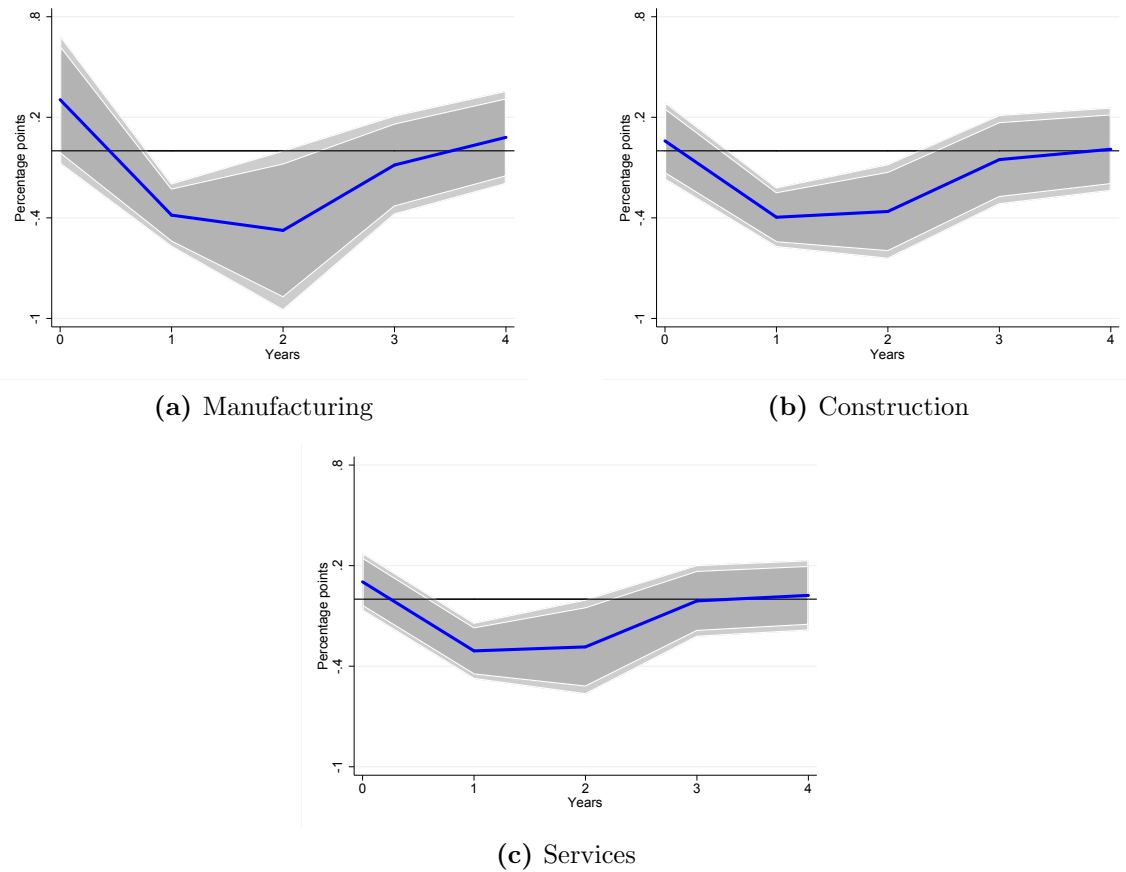 .8
.2
-.4
-1
Percentage points
0 1 2 3 4
Years
(a) Manufacturing
.8
.2
-.4
-1
Percentage points
0 1 2 3 4
Years
(b) Construction
.8
.2
-.4
-1
Percentage points
0 1 2 3 4
Years
(c) Services